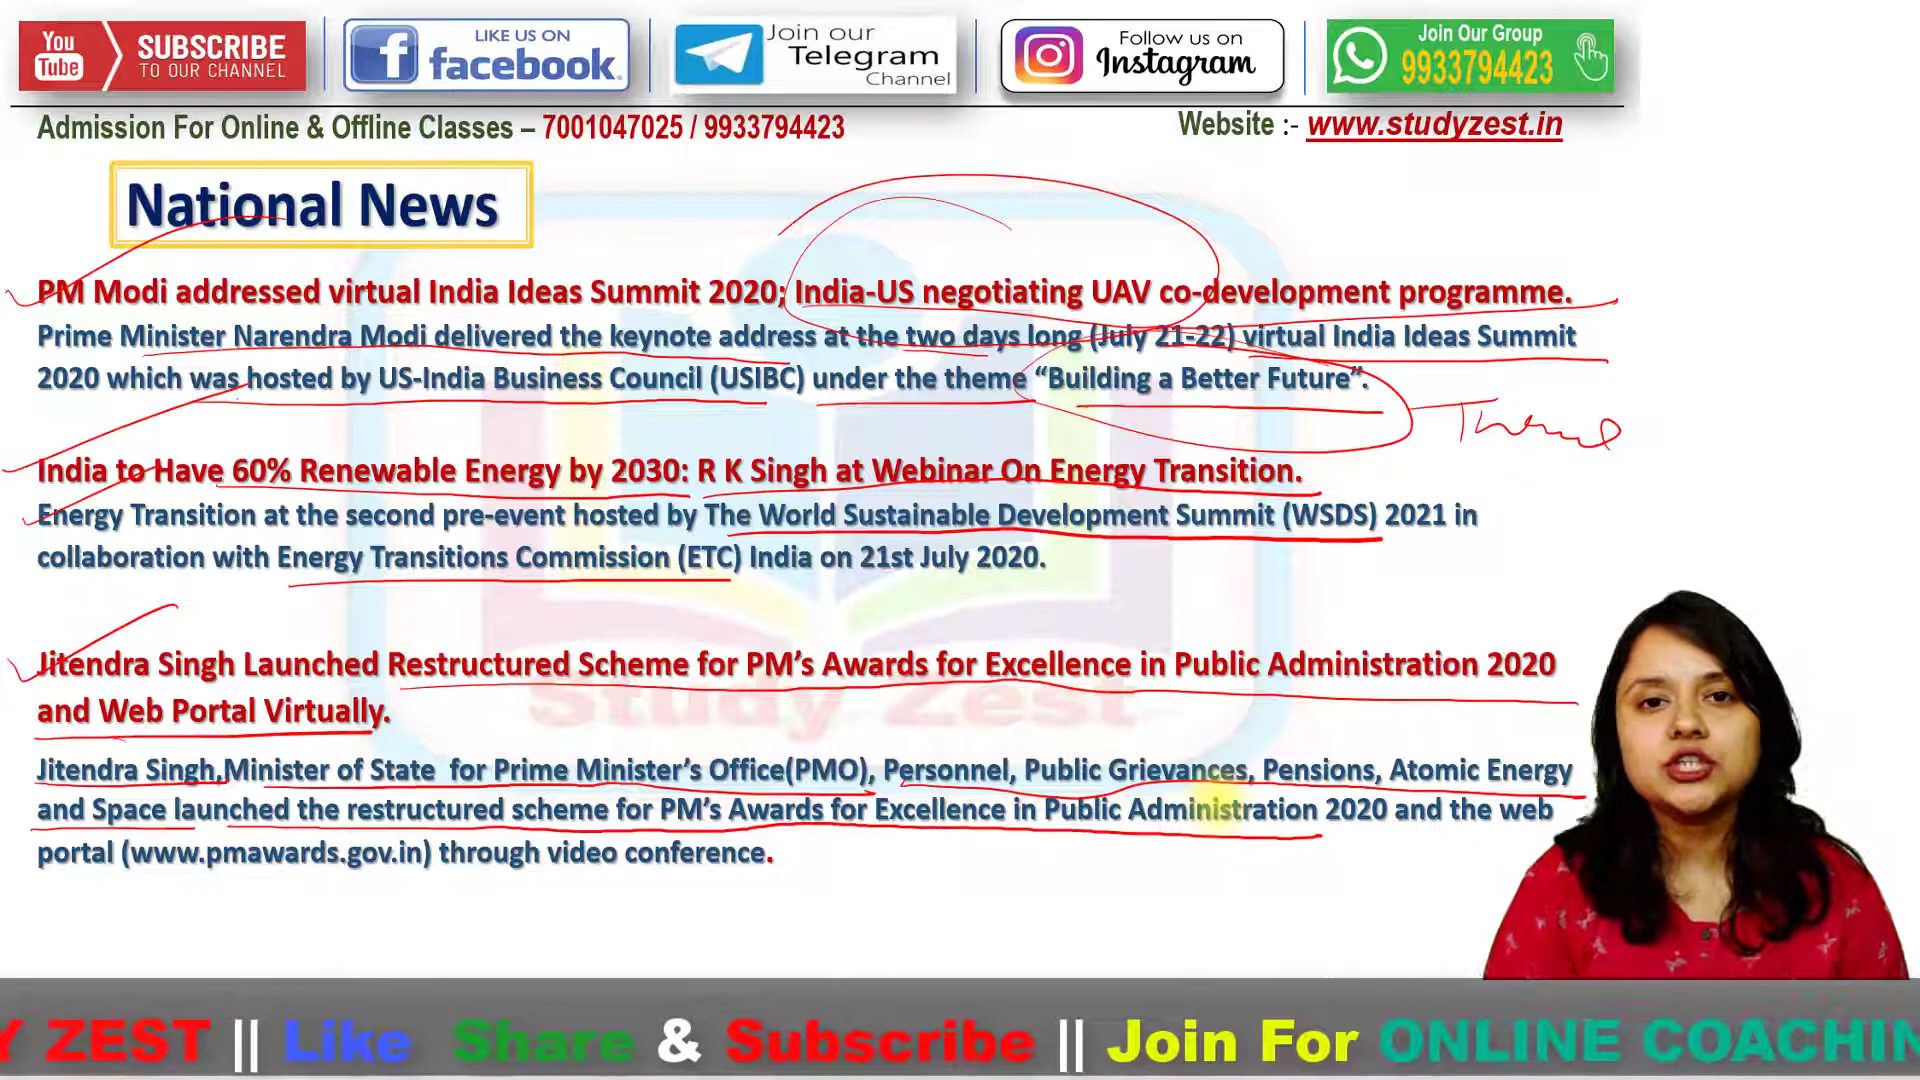 You Tube SUBSCRIBE TO OUR CHANNEL
LIKE US ON facebook.
Join our Telegram Channel
Follow us on Instagram
Join Our Group 9933794423
Admission For Online & Offline Classes – 7001047025 / 9933794423
Website :- www.studyzest.in
National News
PM Modi addressed virtual India Ideas Summit 2020; India-US negotiating UAV co-development programme.
Prime Minister Narendra Modi delivered the keynote address at the two days long (July 21-22) virtual India Ideas Summit
2020 which was hosted by US-India Business Council (USIBC) under the theme “Building a Better Future”.
Theme
India to Have 60% Renewable Energy by 2030: R K Singh at Webinar On Energy Transition.
Energy Transition at the second pre-event hosted by The World Sustainable Development Summit (WSDS) 2021 in
collaboration with Energy Transitions Commission (ETC) India on 21st July 2020.
Jitendra Singh Launched Restructured Scheme for PM’s Awards for Excellence in Public Administration 2020
and Web Portal Virtually.
Study Zest
Jitendra Singh,Minister of State for Prime Minister’s Office(PMO), Personnel, Public Grievances, Pensions, Atomic Energy
and Space launched the restructured scheme for PM’s Awards for Excellence in Public Administration 2020 and the web
portal (www.pmawards.gov.in) through video conference.
Y ZEST || Like Share & Subscribe || Join For ONLINE COACHIN